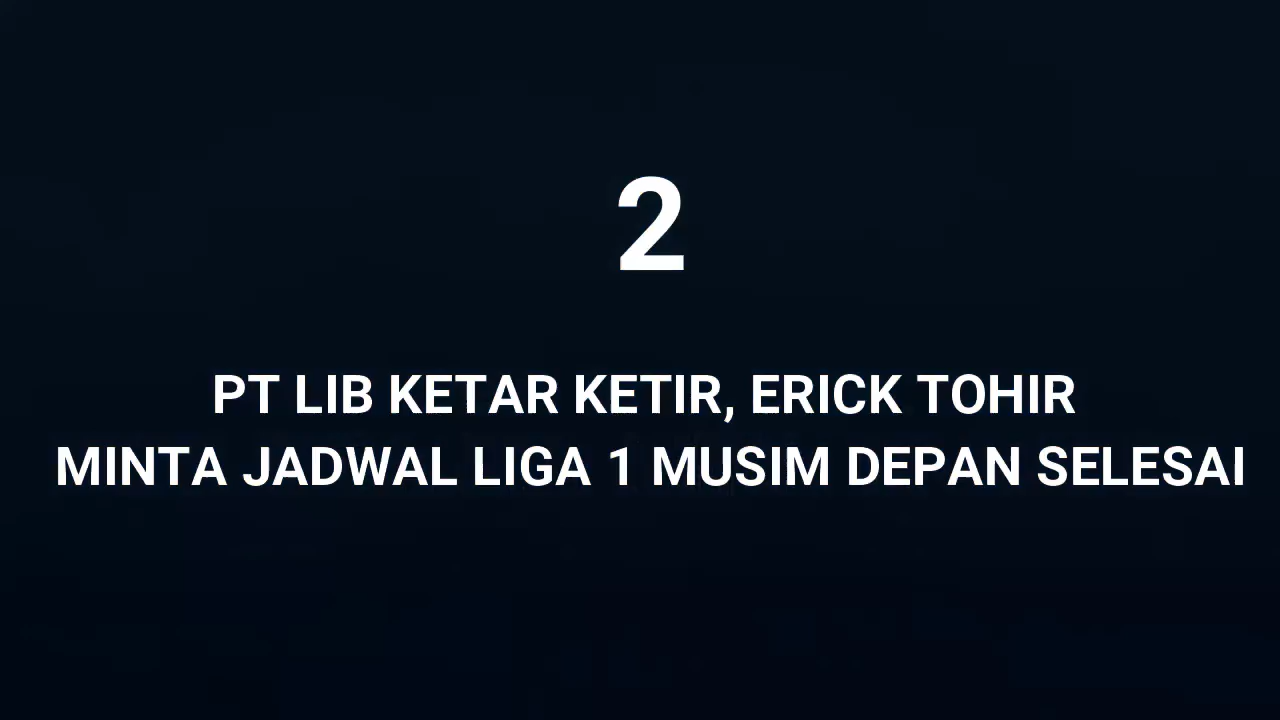 2
PT LIB KETAR KETIR, ERICK TOHIR
MINTA JADWAL LIGA 1 MUSIM DEPAN SELESAI